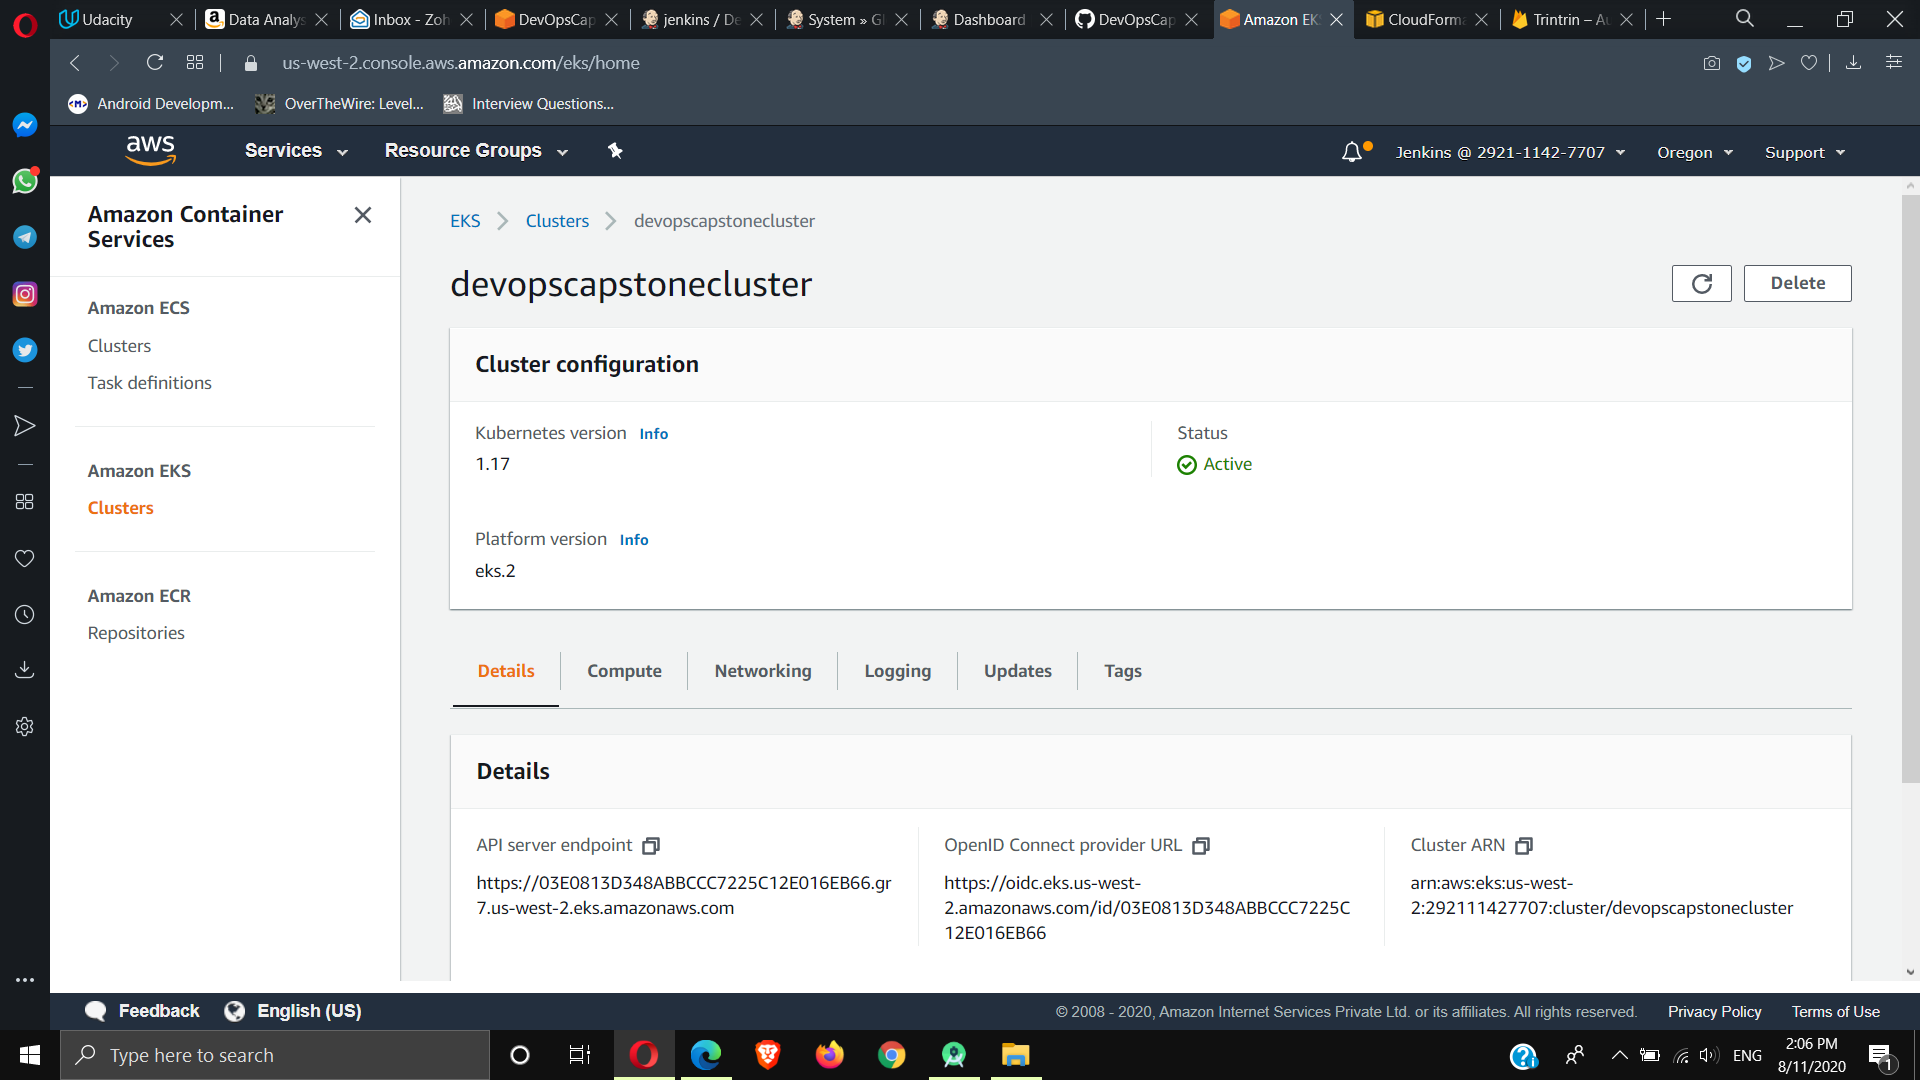 Udacity
Data Analys
Inbox - Zoh
DevOpsCap
jenkins / De
System » Gl
Dashboard
DevOpsCap
Amazon EK
CloudForma
Trintrin – Au
us-west-2.console.aws.amazon.com/eks/home
Android Developm...
OverTheWire: Level...
Interview Questions...
aws
Services
Resource Groups
Jenkins @ 2921-1142-7707
Oregon
Support
Amazon Container
Services
Amazon ECS
Clusters
Task definitions
Amazon EKS
Clusters
Amazon ECR
Repositories
EKS
Clusters
devopscapstonecluster
devopscapstonecluster
Delete
Cluster configuration
Kubernetes version Info
1.17
Status
Active
Platform version Info
eks.2
Details
Compute
Networking
Logging
Updates
Tags
Details
API server endpoint
https://03E0813D348ABBCCC7225C12E016EB66.gr
7.us-west-2.eks.amazonaws.com
OpenID Connect provider URL
https://oidc.eks.us-west-
2.amazonaws.com/id/03E0813D348ABBCCC7225C
12E016EB66
Cluster ARN
arn:aws:eks:us-west-
2:292111427707:cluster/devopscapstonecluster
Feedback
English (US)
© 2008 - 2020, Amazon Internet Services Private Ltd. or its affiliates. All rights reserved.
Privacy Policy
Terms of Use
Type here to search
ENG
2:06 PM
8/11/2020
1